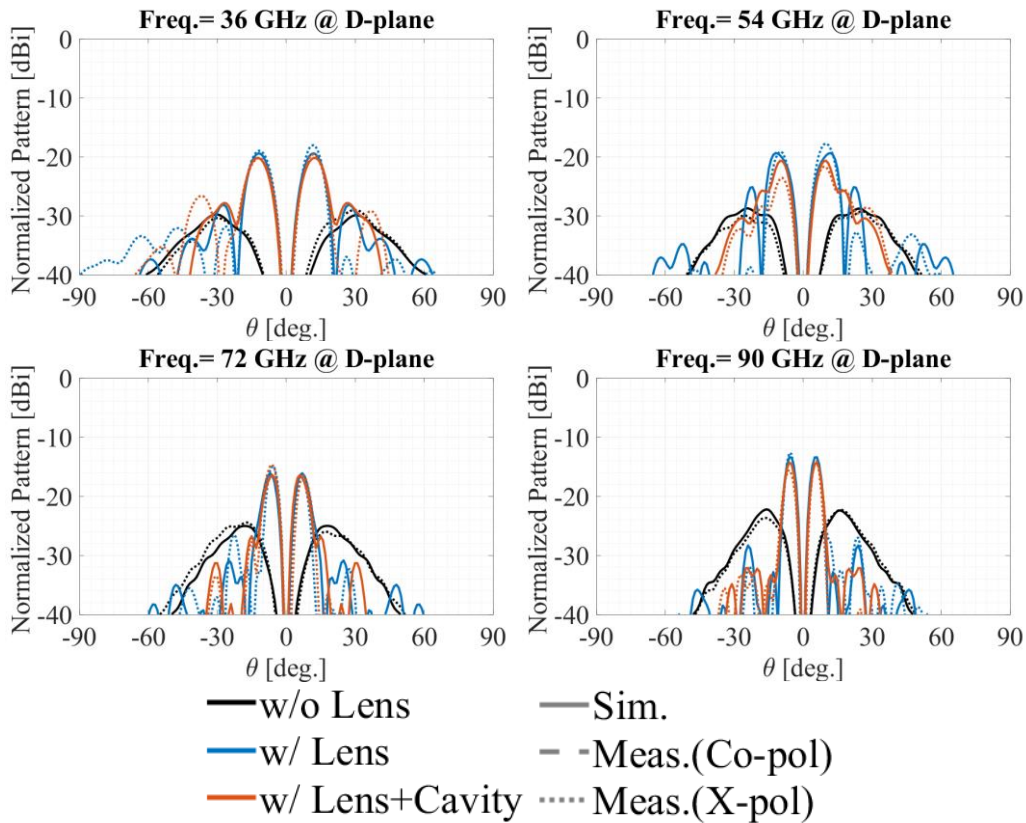 Freq.= 36 GHz @ D-plane
Normalized Pattern [dBi]
0
-10
-20
-30
-40
-90 -60 -30 0 30 60 90
θ [deg.]
Freq.= 54 GHz @ D-plane
Normalized Pattern [dBi]
0
-10
-20
-30
-40
-90 -60 -30 0 30 60 90
θ [deg.]
Freq.= 72 GHz @ D-plane
Normalized Pattern [dBi]
0
-10
-20
-30
-40
-90 -60 -30 0 30 60 90
θ [deg.]
Freq.= 90 GHz @ D-plane
Normalized Pattern [dBi]
0
-10
-20
-30
-40
-90 -60 -30 0 30 60 90
θ [deg.]
w/o Lens
w/ Lens
w/ Lens+Cavity
Sim.
Meas.(Co-pol)
Meas.(X-pol)